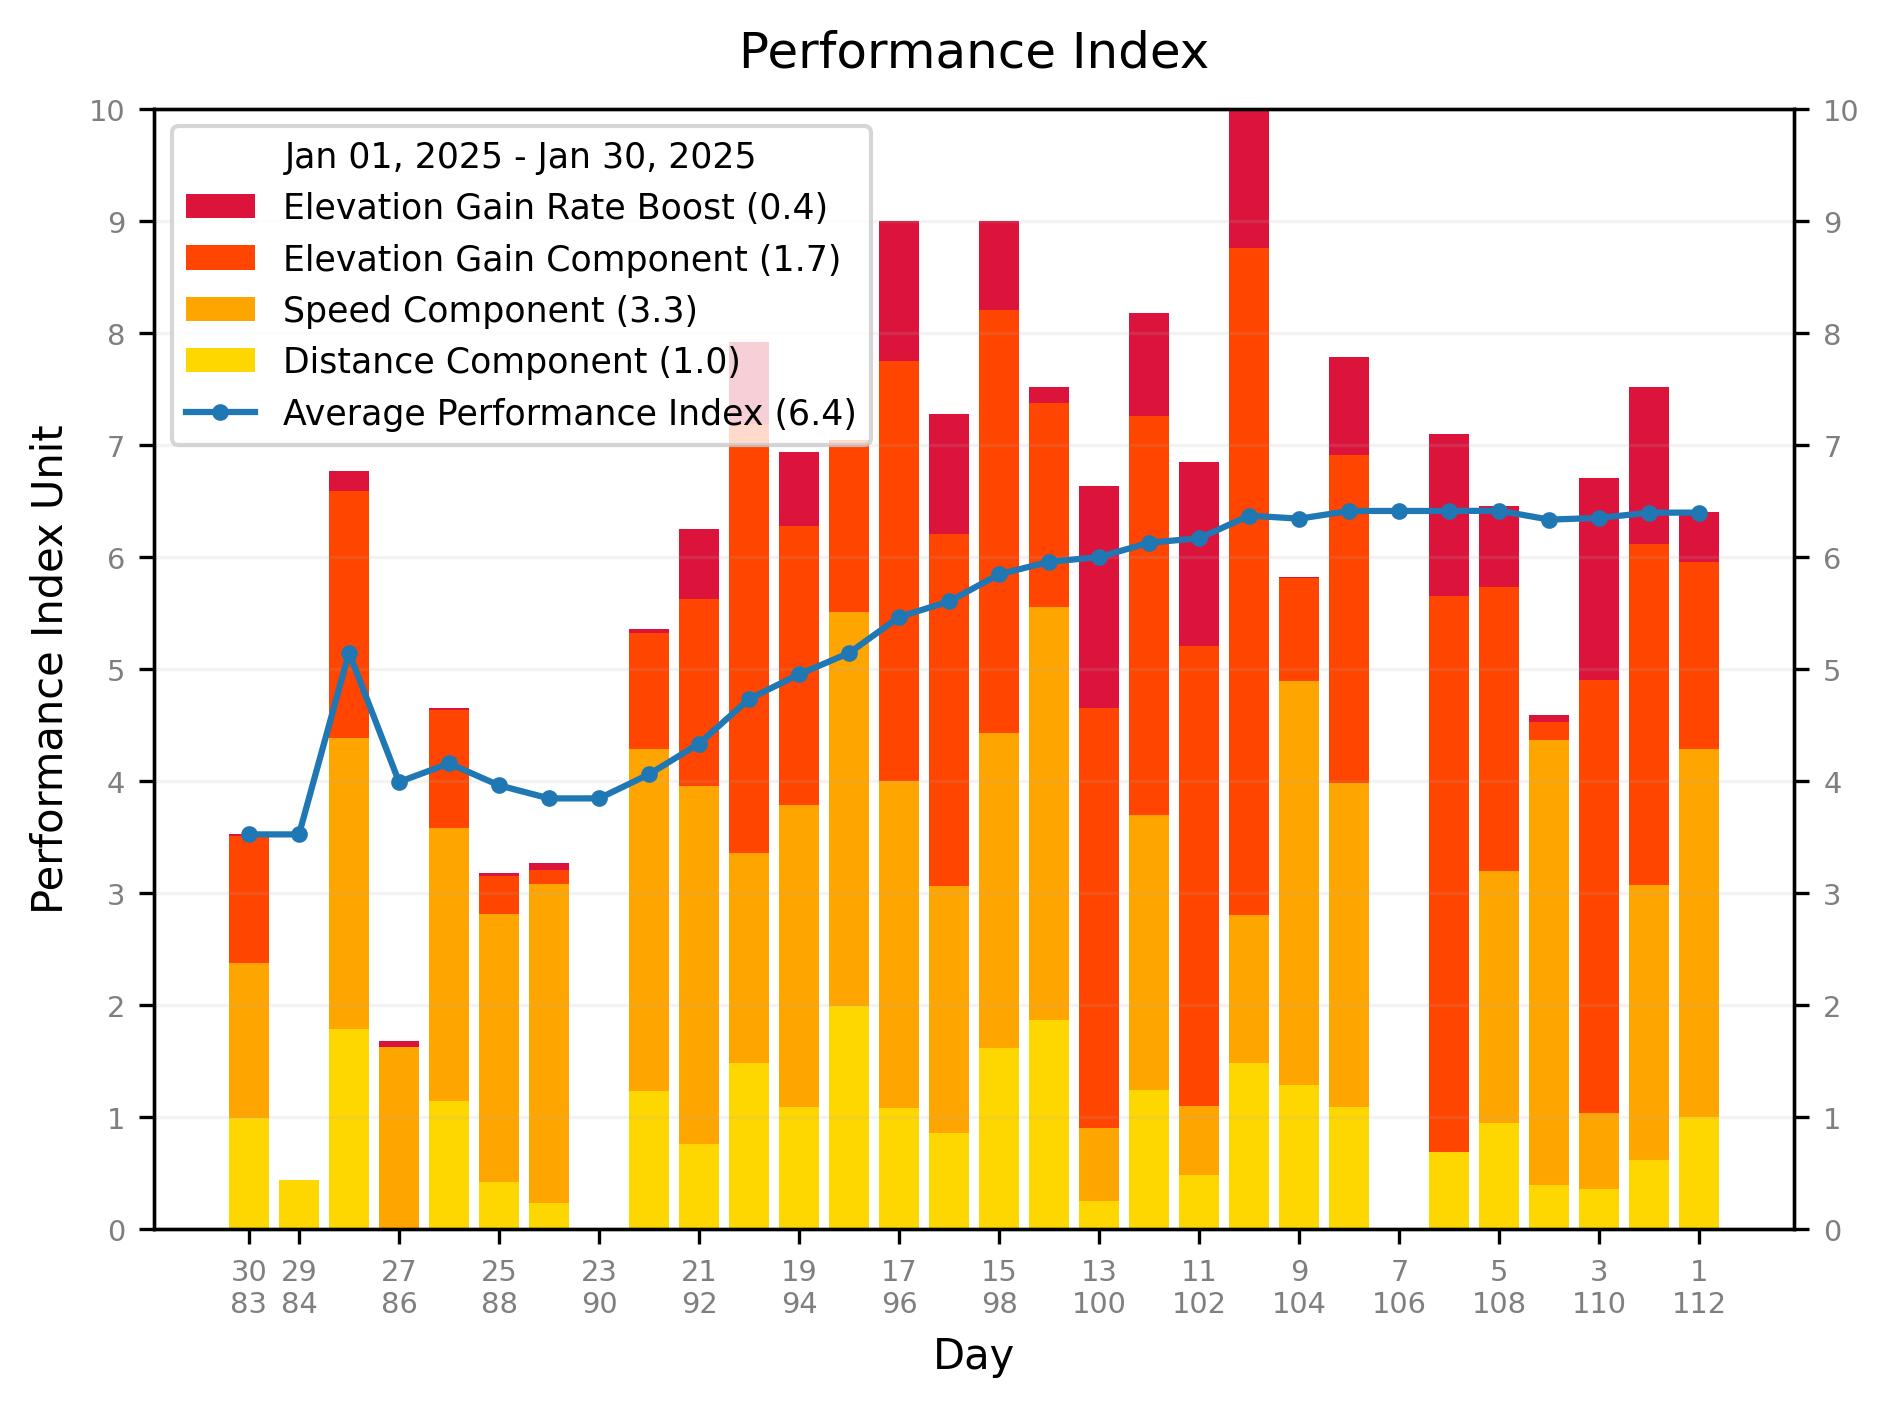 Performance Index
Jan 01, 2025 - Jan 30, 2025
Elevation Gain Rate Boost (0.4)
Elevation Gain Component (1.7)
Speed Component (3.3)
Distance Component (1.0)
Average Performance Index (6.4)
Performance Index Unit
10
9
8
7
6
5
4
3
2
1
0
10
9
8
7
6
5
4
3
2
1
0
30 29 27 25 23 21 19 17 15 13 11 9 7 5 3 1
83 84 86 88 90 92 94 96 98 100 102 104 106 108 110 112
Day